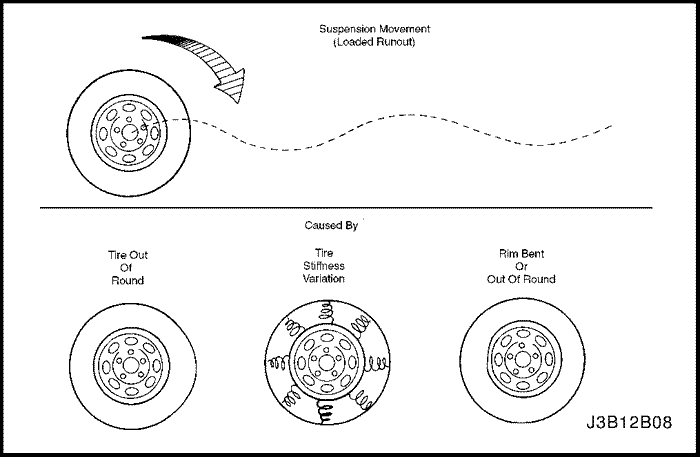 Suspension Movement
(Loaded Runout)
Caused By
Tire Out
Of
Round
Tire
Stiffness
Variation
Rim Bent
Or
Out Of Round
J3B12B08